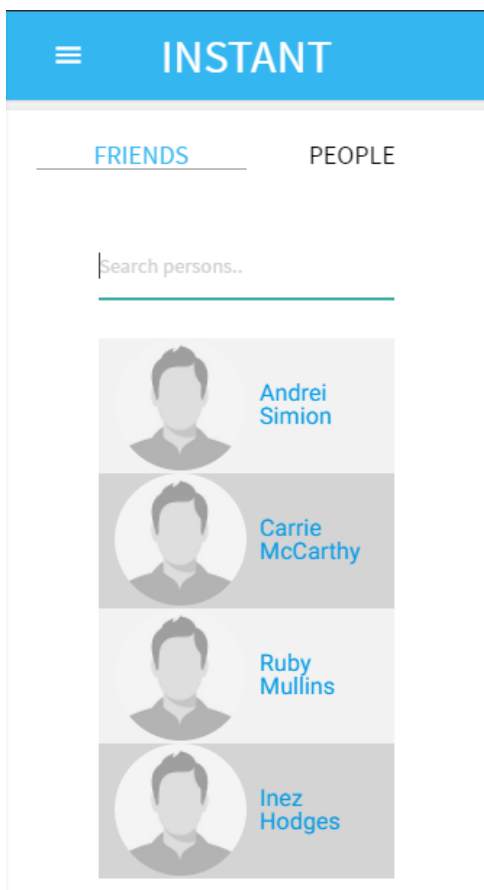 INSTANT
FRIENDS PEOPLE
Search persons..
Andrei
Simion
Carrie
McCarthy
Ruby
Mullins
Inez
Hodges